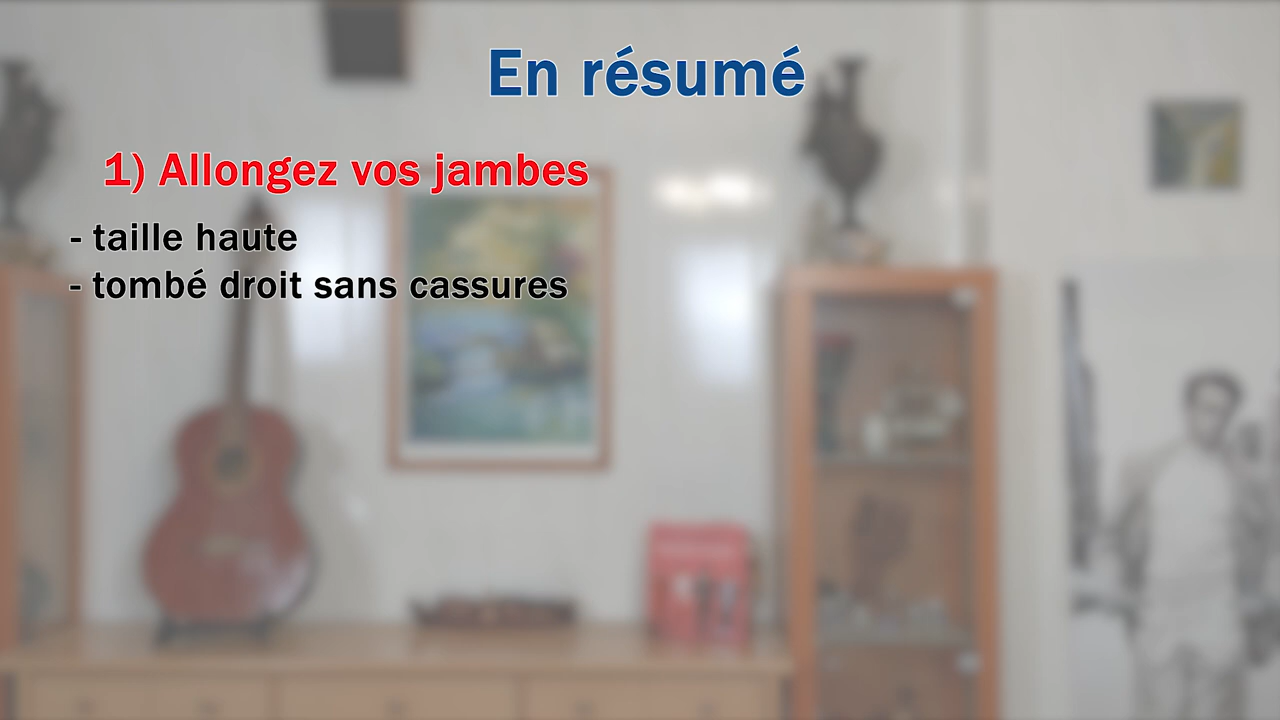 En résumé
1) Allongez vos jambes
- taille haute
- tombé droit sans cassures